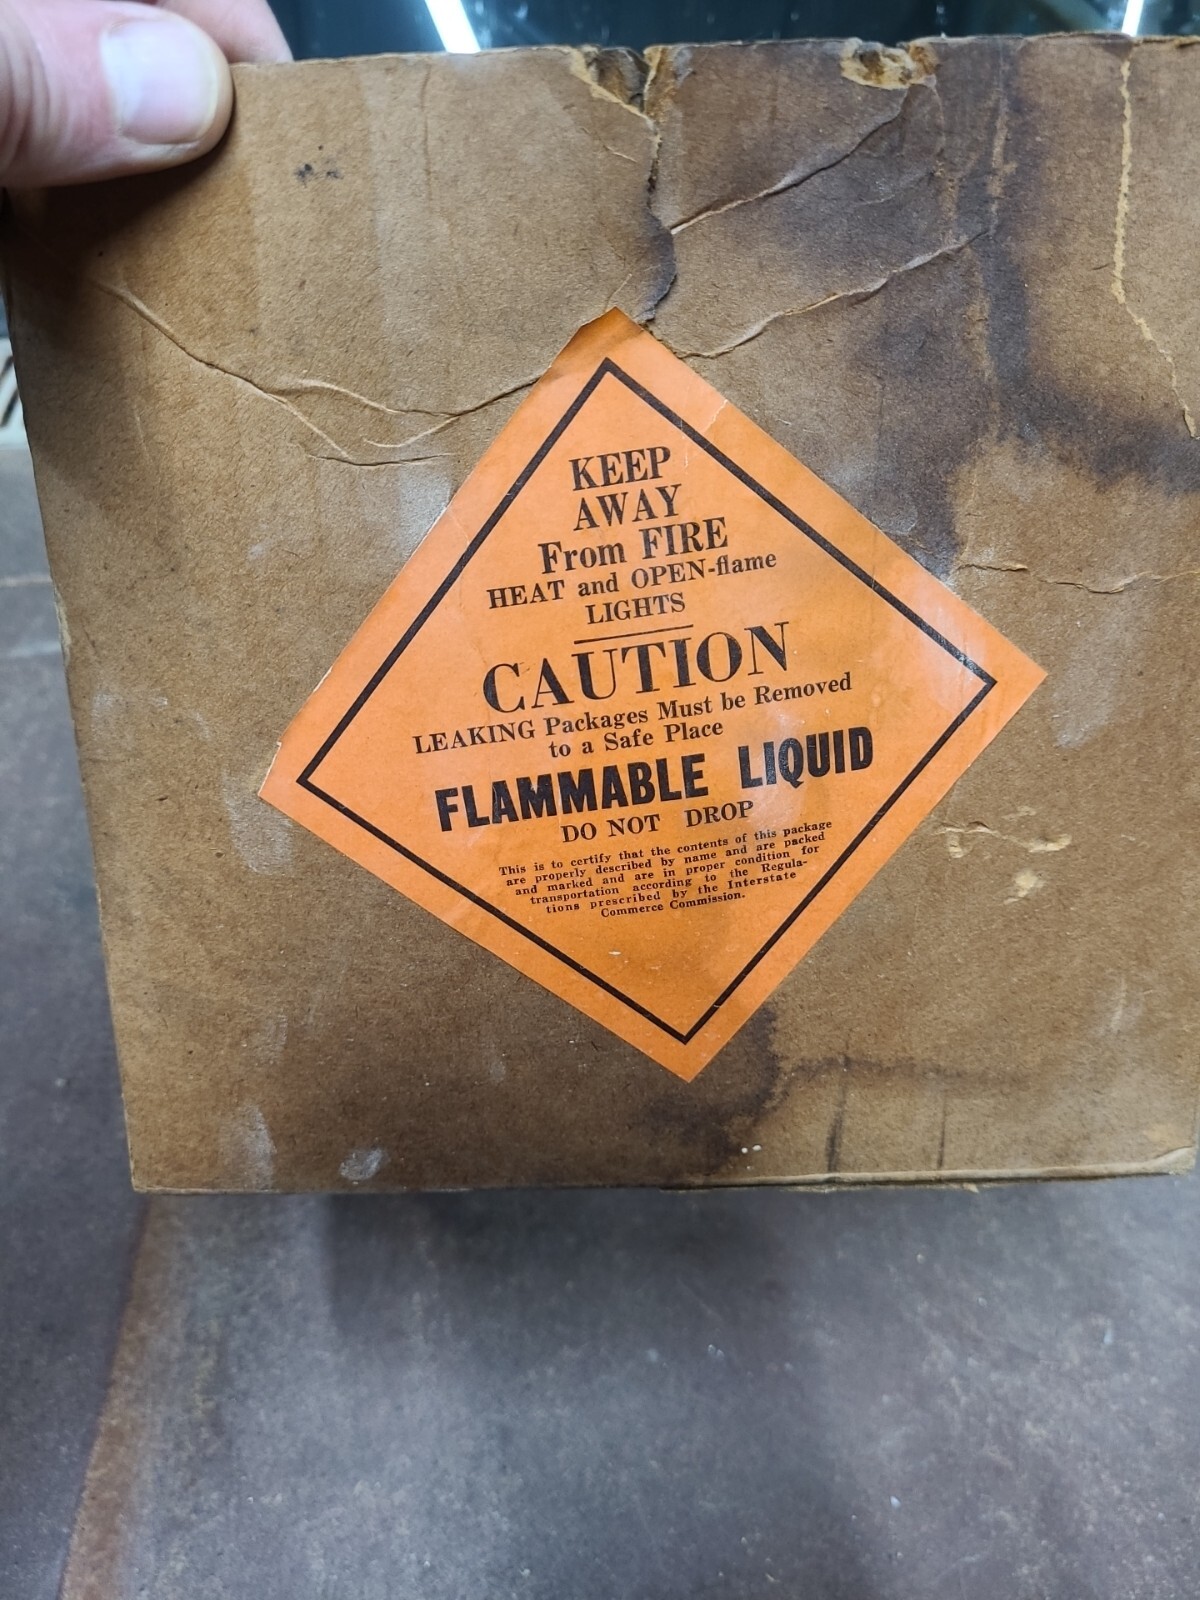 KEEP
AWAY
From FIRE
HEAT and OPEN-flame
LIGHTS
CAUTION
LEAKING Packages Must be Removed
to a Safe Place
FLAMMABLE LIQUID
DO NOT DROP
This is to certify that the contents of this package
are properly described by name and are packed
and marked and are in proper condition for
transportation according to the Regula-
tions prescribed by the Interstate
Commerce Commission.